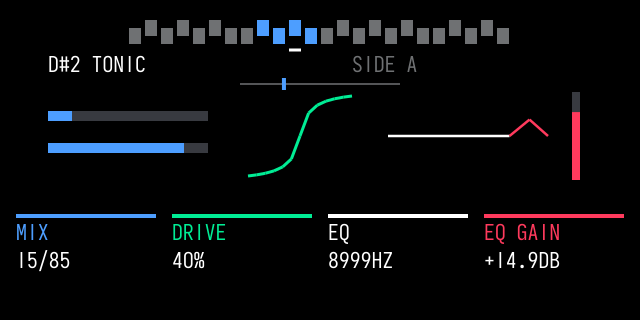 D#2 TONIC
SIDE A
MIX
DRIVE
EQ
EQ GAIN
15/85
40%
8999HZ
+14.9DB